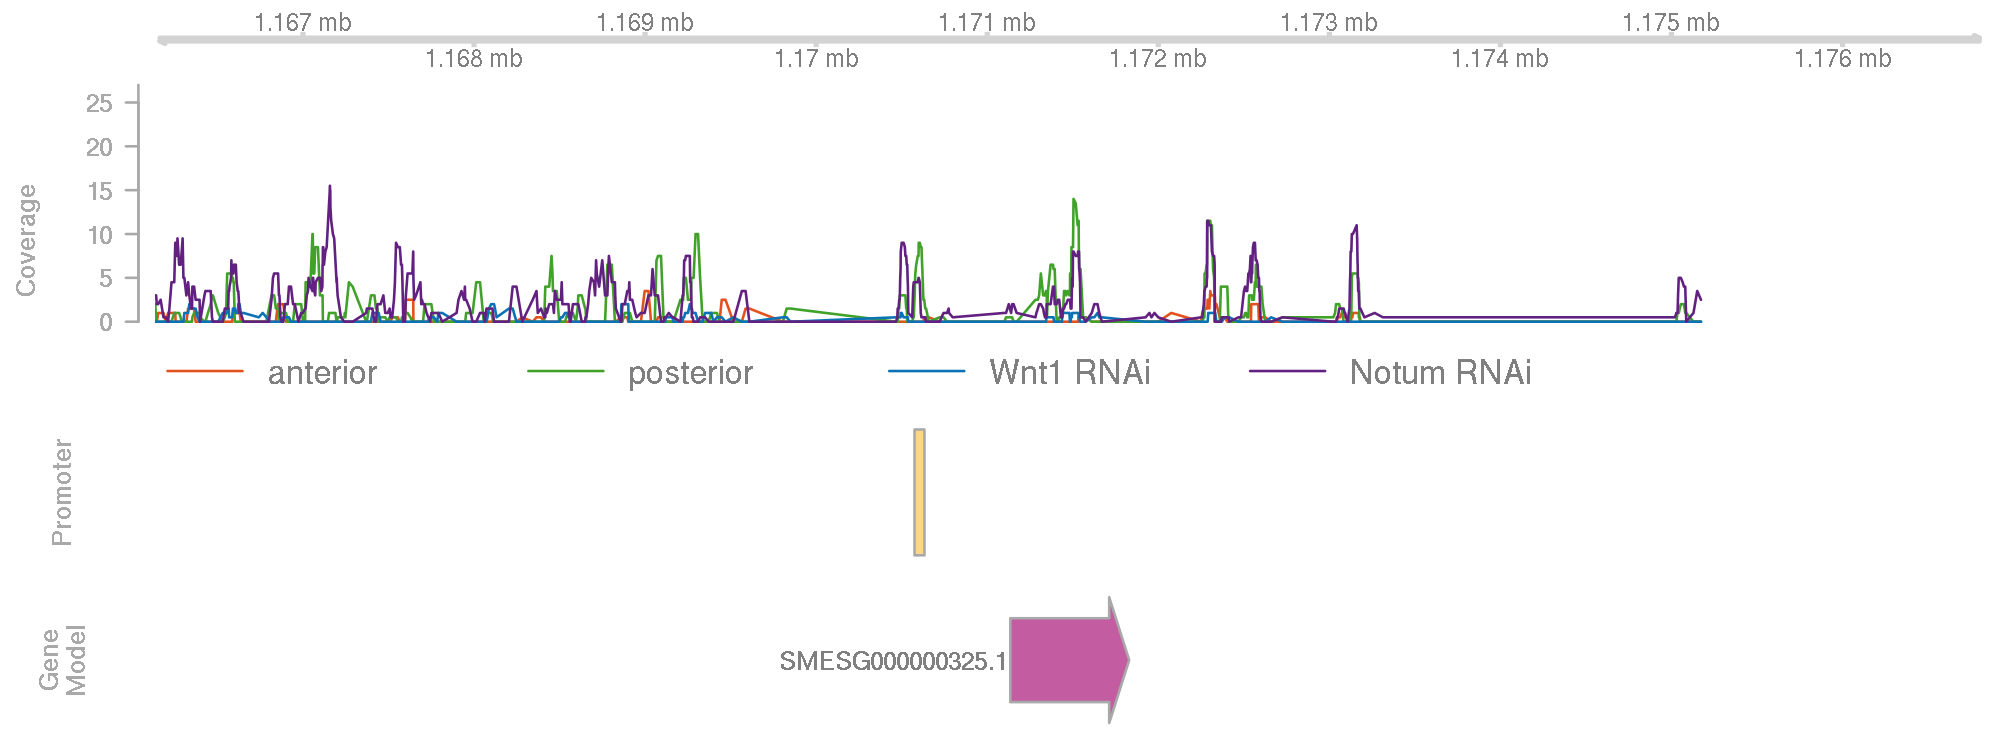 1.167 mb 1.169 mb 1.171 mb 1.173 mb 1.175 mb
1.168 mb 1.17 mb 1.172 mb 1.174 mb 1.176 mb
Coverage
25
20
15
10
5
0
anterior posterior Wnt1 RNAi Notum RNAi
Promoter
Gene
Model
SMESG000000325.1